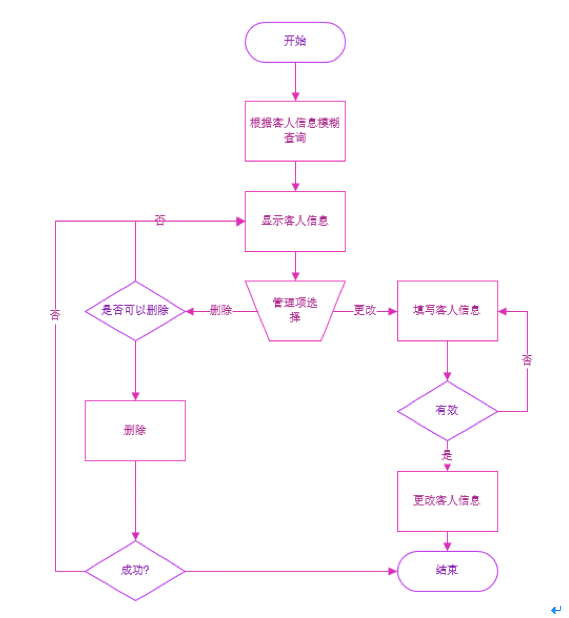 开始
根据客人信息模糊
查询
显示客人信息
否
是否可以删除
删除
管理项选
择
更改
填写客人信息
否
否
有效
删除
是
更改客人信息
成功?
结束